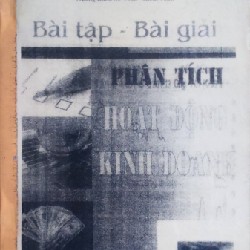 Bài tập - Bài giải
PHÂN TÍCH
HOẠT ĐỘNG
KINH DOANH